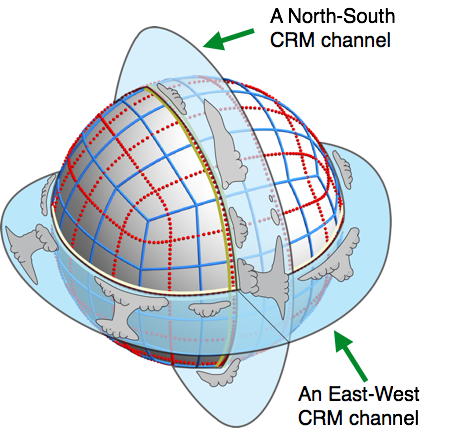 A North-South
CRM channel
An East-West
CRM channel